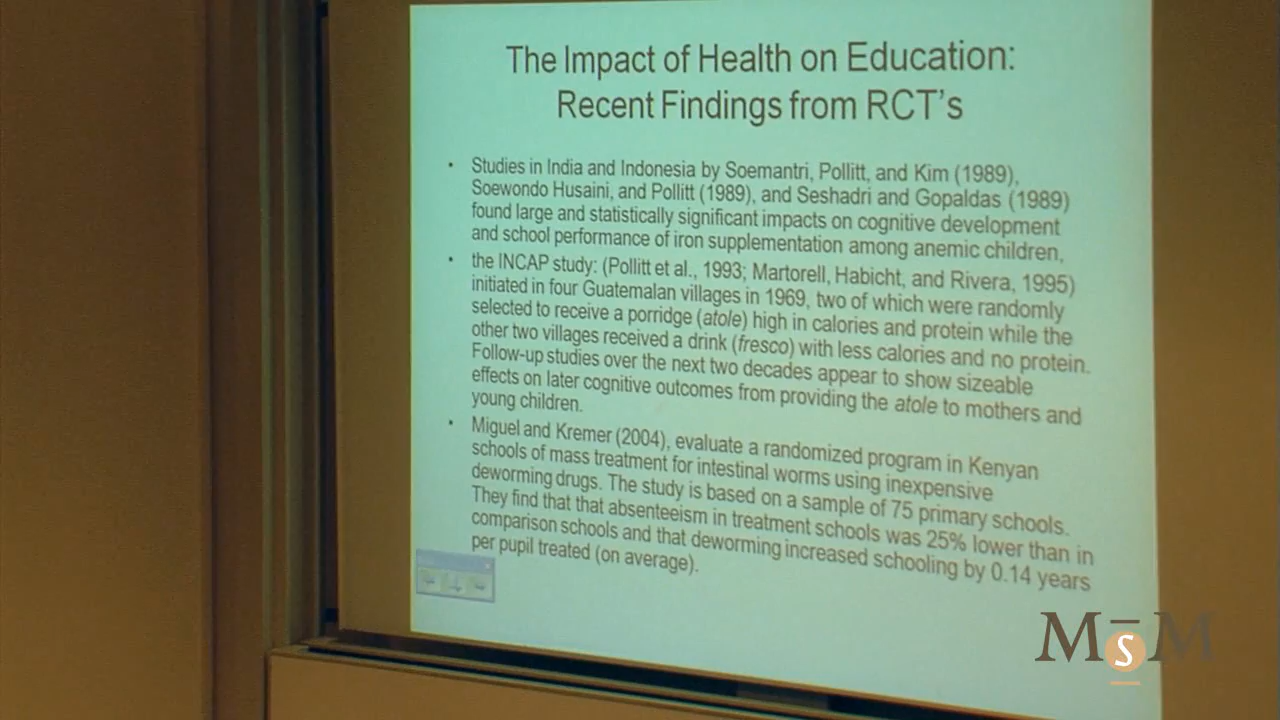 The Impact of Health on Education:
Recent Findings from RCT's
• Studies in India and Indonesia by Soemantri, Pollitt, and Kim (1989),
Soewondo Husaini, and Pollitt (1989), and Seshadri and Gopaldas (1989)
found large and statistically significant impacts on cognitive development
and school performance of iron supplementation among anemic children,
• the INCAP study: (Pollitt et al., 1993; Martorell, Habicht, and Rivera, 1995)
initiated in four Guatemalan villages in 1969, two of which were randomly
selected to receive a porridge (atole) high in calories and protein while the
other two villages received a drink (fresco) with less calories and no protein.
Follow-up studies over the next two decades appear to show sizeable
effects on later cognitive outcomes from providing the atole to mothers and
young children.
• Miguel and Kremer (2004), evaluate a randomized program in Kenyan
schools of mass treatment for intestinal worms using inexpensive
deworming drugs. The study is based on a sample of 75 primary schools.
They find that that absenteeism in treatment schools was 25% lower than in
comparison schools and that deworming increased schooling by 0.14 years
per pupil treated (on average).
MsM